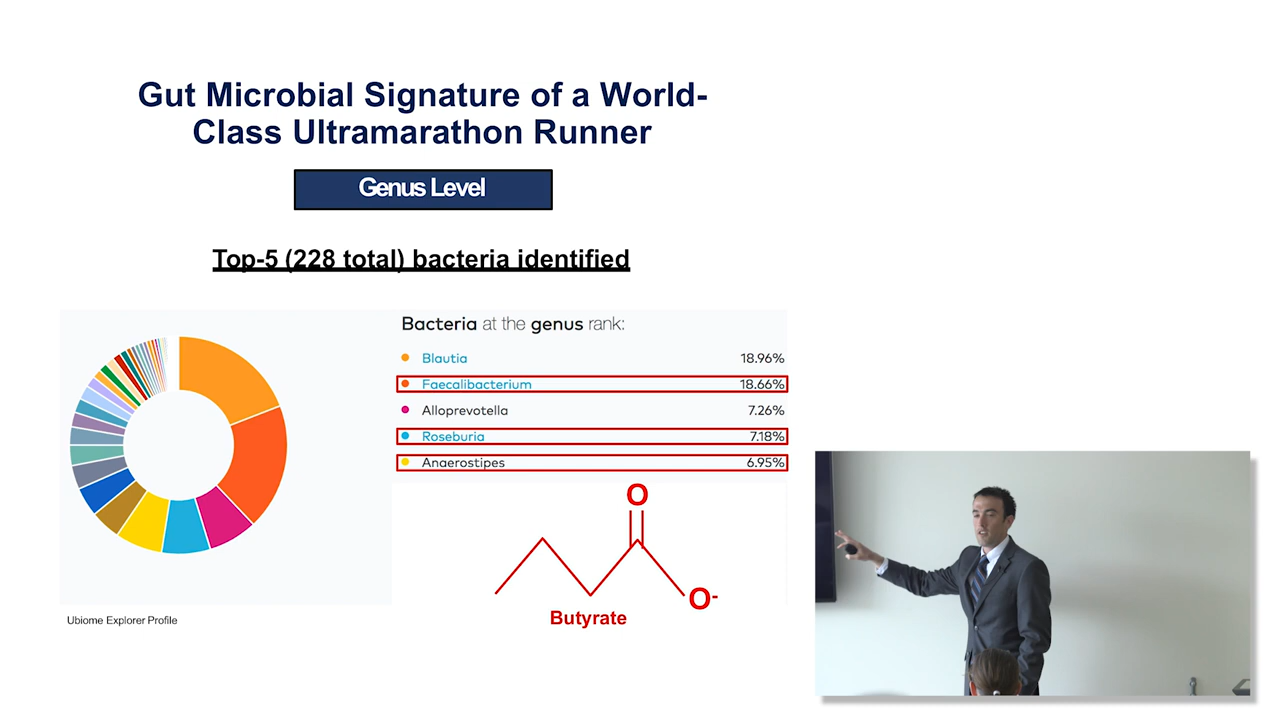 Gut Microbial Signature of a World-
Class Ultramarathon Runner
Genus Level
Top-5 (228 total) bacteria identified
Bacteria at the genus rank:
Blautia 18.96%
Faecalibacterium 18.66%
Alloprevotella 7.26%
Roseburia 7.18%
Anaerostipes 6.95%
O
O-
Butyrate
Ubiome Explorer Profile